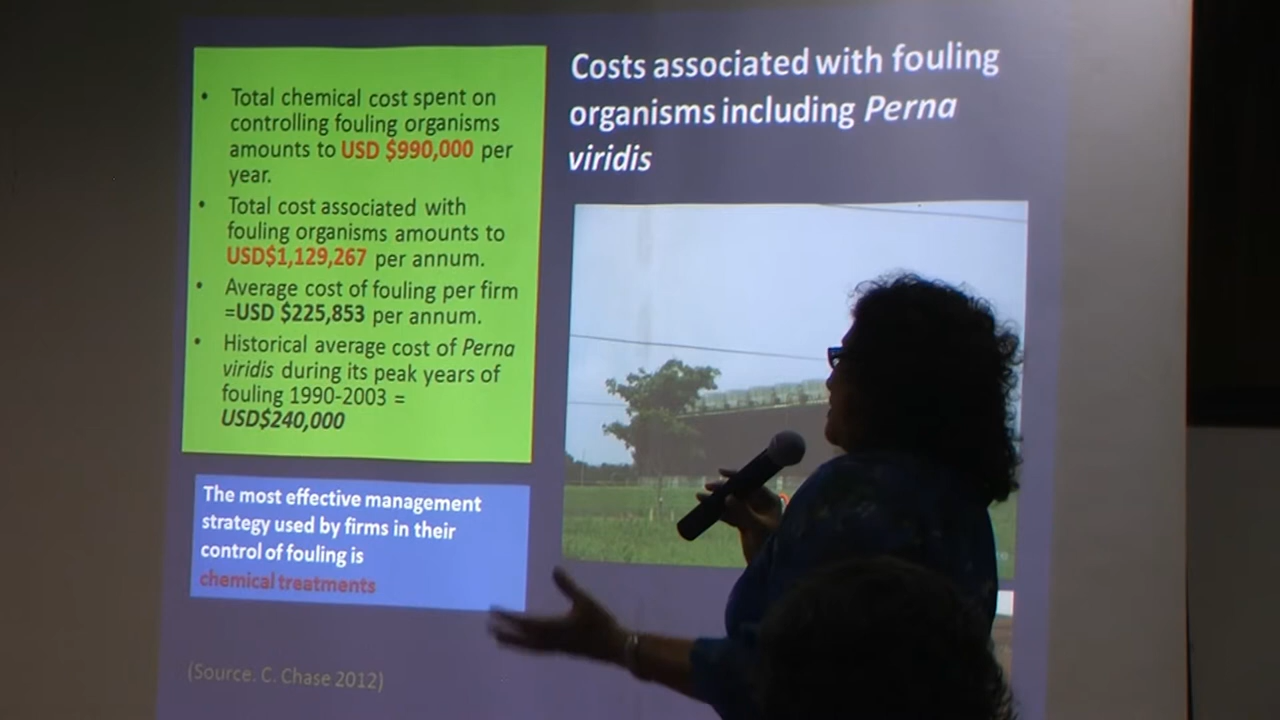 Costs associated with fouling
organisms including Perna
viridis
• Total chemical cost spent on
controlling fouling organisms
amounts to USD $990,000 per
year.
• Total cost associated with
fouling organisms amounts to
USD$1,129,267 per annum.
• Average cost of fouling per firm
=USD $225,853 per annum.
• Historical average cost of Perna
viridis during its peak years of
fouling 1990-2003 =
USD$240,000
The most effective management
strategy used by firms in their
control of fouling is
chemical treatments
(Source. C. Chase 2012)